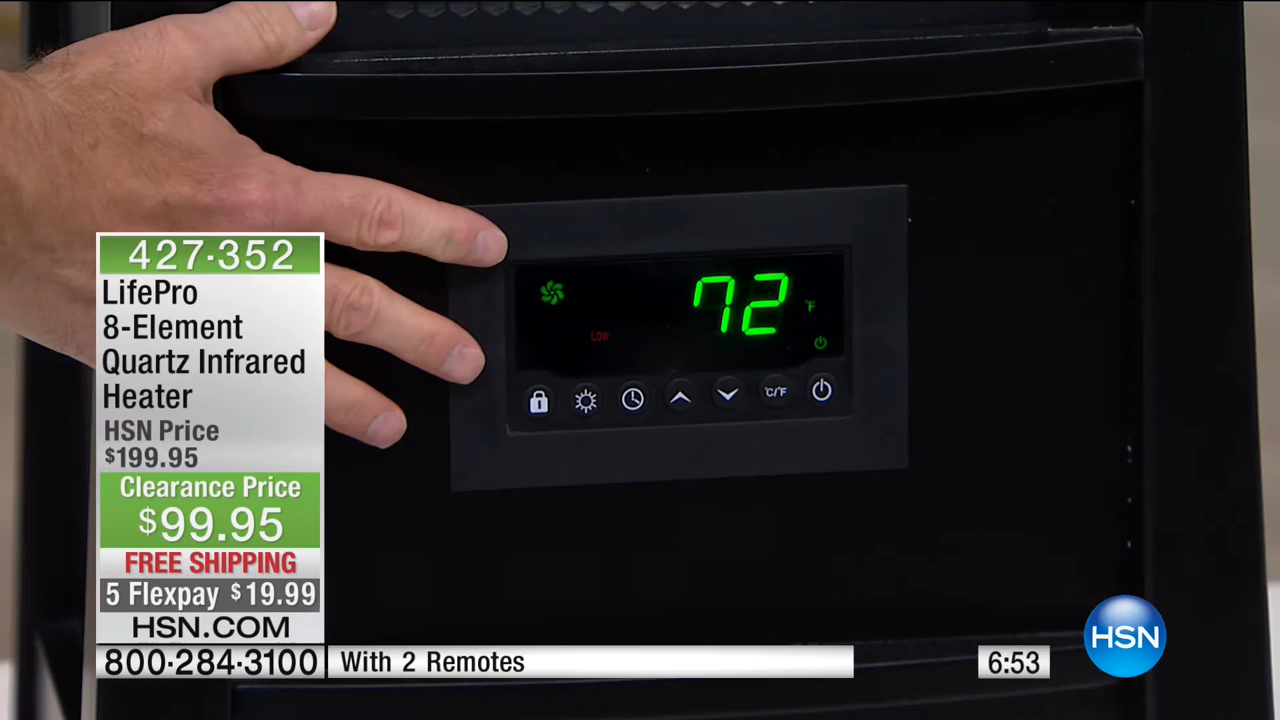 72
°F
LOW
°C/°F
427·352
LifePro
8-Element
Quartz Infrared
Heater
HSN Price
$199.95
Clearance Price
$99.95
FREE SHIPPING
5 Flexpay $19.99
HSN.COM
800·284·3100
With 2 Remotes
6:53
HSN